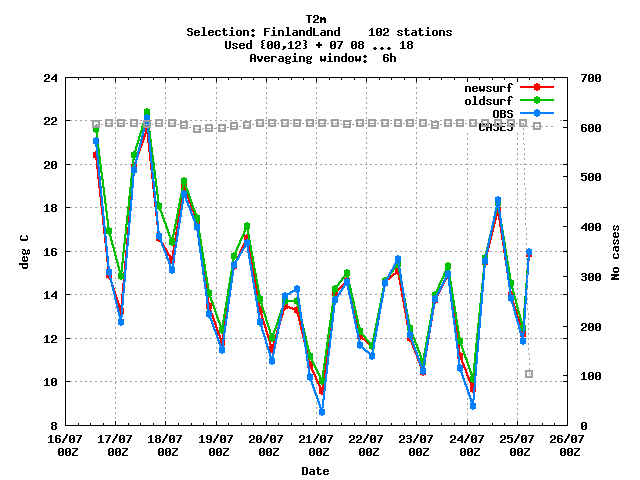 T2m
Selection: FinlandLand    102 stations
Used {00,12} + 07 08 ... 18
Averaging window:  6h
24
22
20
18
16
14
12
10
8
deg C
700
600
500
400
300
200
100
0
No cases
newsurf
oldsurf
OBS
CASES
16/07 17/07 18/07 19/07 20/07 21/07 22/07 23/07 24/07 25/07 26/07
00Z 00Z 00Z 00Z 00Z 00Z 00Z 00Z 00Z 00Z 00Z
Date